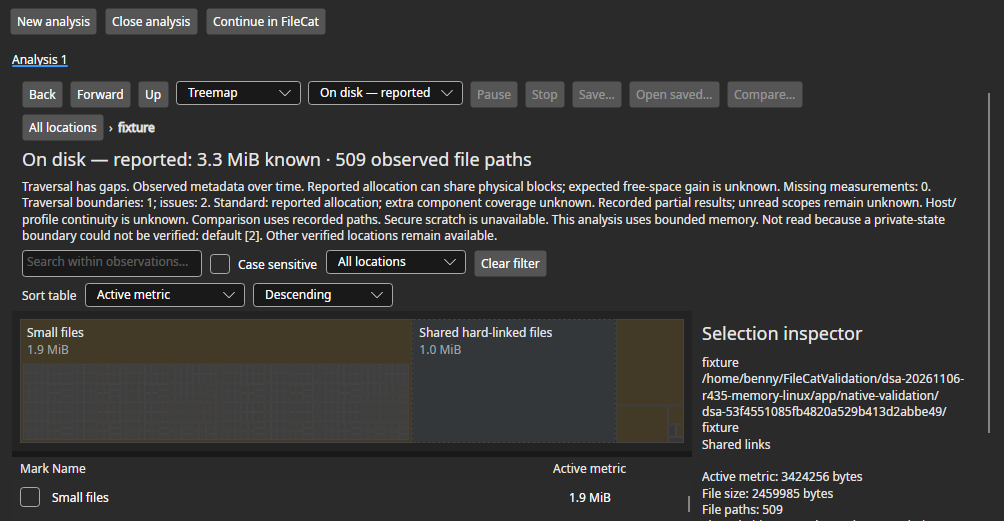 New analysis Close analysis Continue in FileCat
Analysis 1
Back Forward Up Treemap On disk — reported Pause Stop Save... Open saved... Compare...
All locations › fixture
On disk — reported: 3.3 MiB known · 509 observed file paths
Traversal has gaps. Observed metadata over time. Reported allocation can share physical blocks; expected free-space gain is unknown. Missing measurements: 0.
Traversal boundaries: 1; issues: 2. Standard: reported allocation; extra component coverage unknown. Recorded partial results; unread scopes remain unknown. Host/
profile continuity is unknown. Comparison uses recorded paths. Secure scratch is unavailable. This analysis uses bounded memory. Not read because a private-state
boundary could not be verified: default [2]. Other verified locations remain available.
Search within observations... Case sensitive All locations Clear filter
Sort table Active metric Descending
Small files
1.9 MiB
Shared hard-linked files
1.0 MiB
Selection inspector
fixture
/home/benny/FileCatValidation/dsa-20261106-
r435-memory-linux/app/native-validation/
dsa-53f4551085fb4820a529b413d2abbe49/
fixture
Shared links
Active metric: 3424256 bytes
File size: 2459985 bytes
File paths: 509
Mark Name Active metric
Small files 1.9 MiB